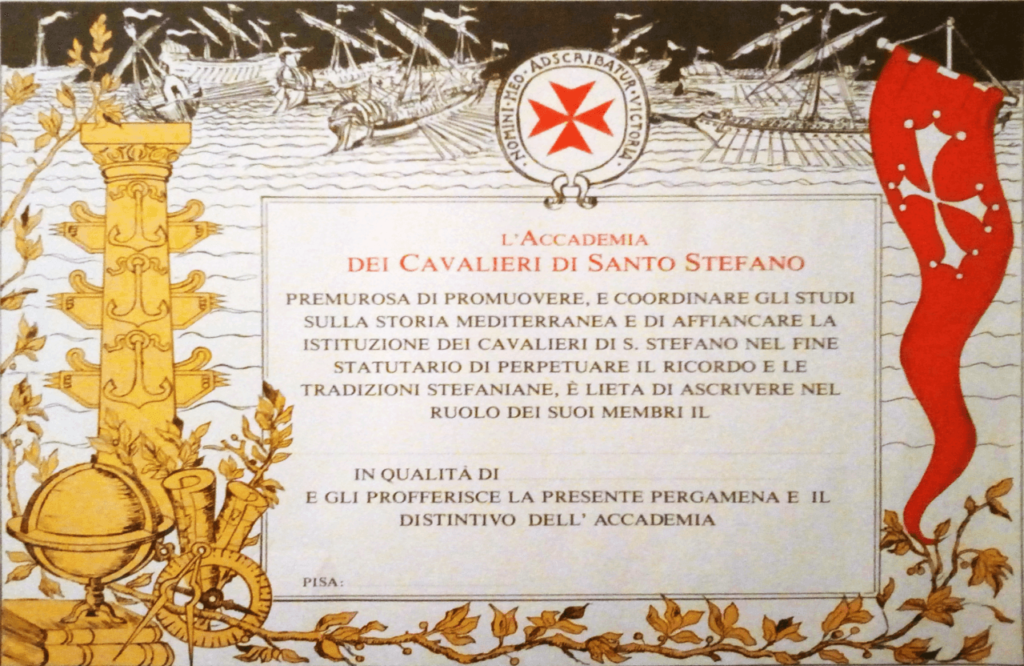 NOMINI·MEO·ADSCRIBATUR·VICTORIA·
L'ACCADEMIA
DEI CAVALIERI DI SANTO STEFANO
PREMUROSA DI PROMUOVERE, E COORDINARE GLI STUDI
SULLA STORIA MEDITERRANEA E DI AFFIANCARE LA
ISTITUZIONE DEI CAVALIERI DI S. STEFANO NEL FINE
STATUTARIO DI PERPETUARE IL RICORDO E LE
TRADIZIONI STEFANIANE, È LIETA DI ASCRIVERE NEL
RUOLO DEI SUOI MEMBRI IL
IN QUALITÀ DI
E GLI PROFFERISCE LA PRESENTE PERGAMENA E IL
DISTINTIVO DELL' ACCADEMIA
PISA: